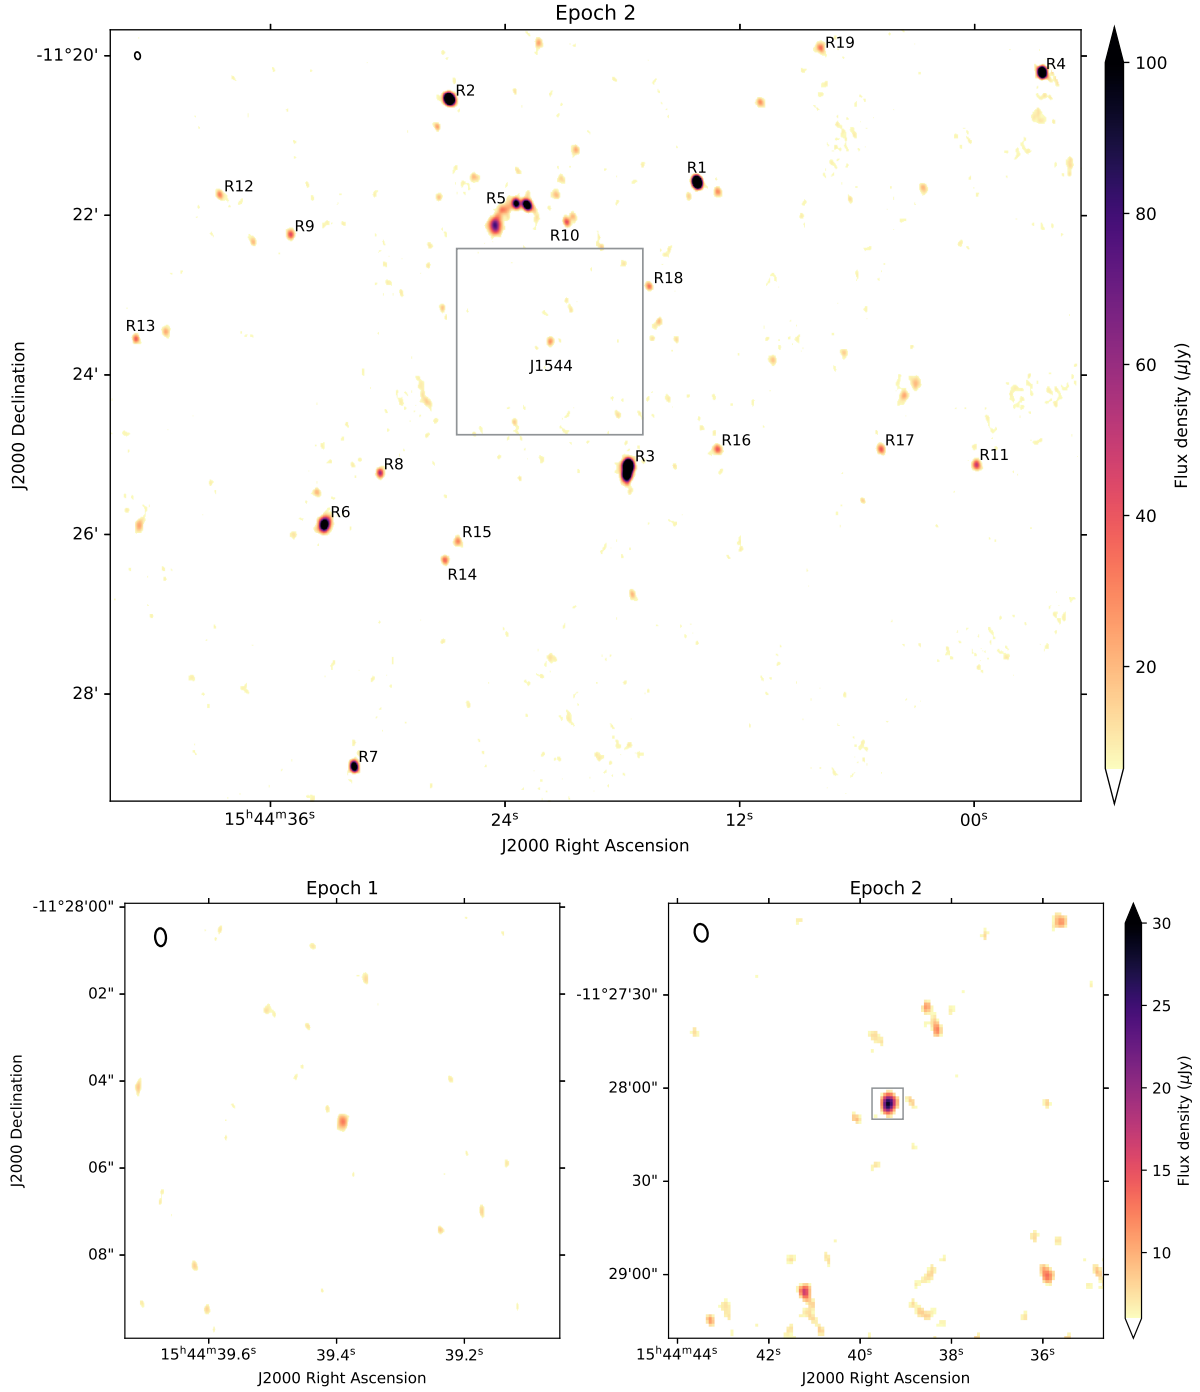 Epoch 2
-11°20'
22'
24'
26'
28'
J2000 Declination
R19
R4
R2
R1
R12
R5
R9
R10
R18
R13
J1544
R16
R17
R3
R11
R8
R6
R15
R14
R7
15ʰ44ᵐ36ˢ
24ˢ
12ˢ
00ˢ
J2000 Right Ascension
100
80
60
40
20
Flux density (μJy)
Epoch 1
-11°28'00"
02"
04"
06"
08"
J2000 Declination
15ʰ44ᵐ39.6ˢ
39.4ˢ
39.2ˢ
J2000 Right Ascension
Epoch 2
-11°27'30"
28'00"
30"
29'00"
15ʰ44ᵐ44ˢ
42ˢ
40ˢ
38ˢ
36ˢ
J2000 Right Ascension
30
25
20
15
10
Flux density (μJy)